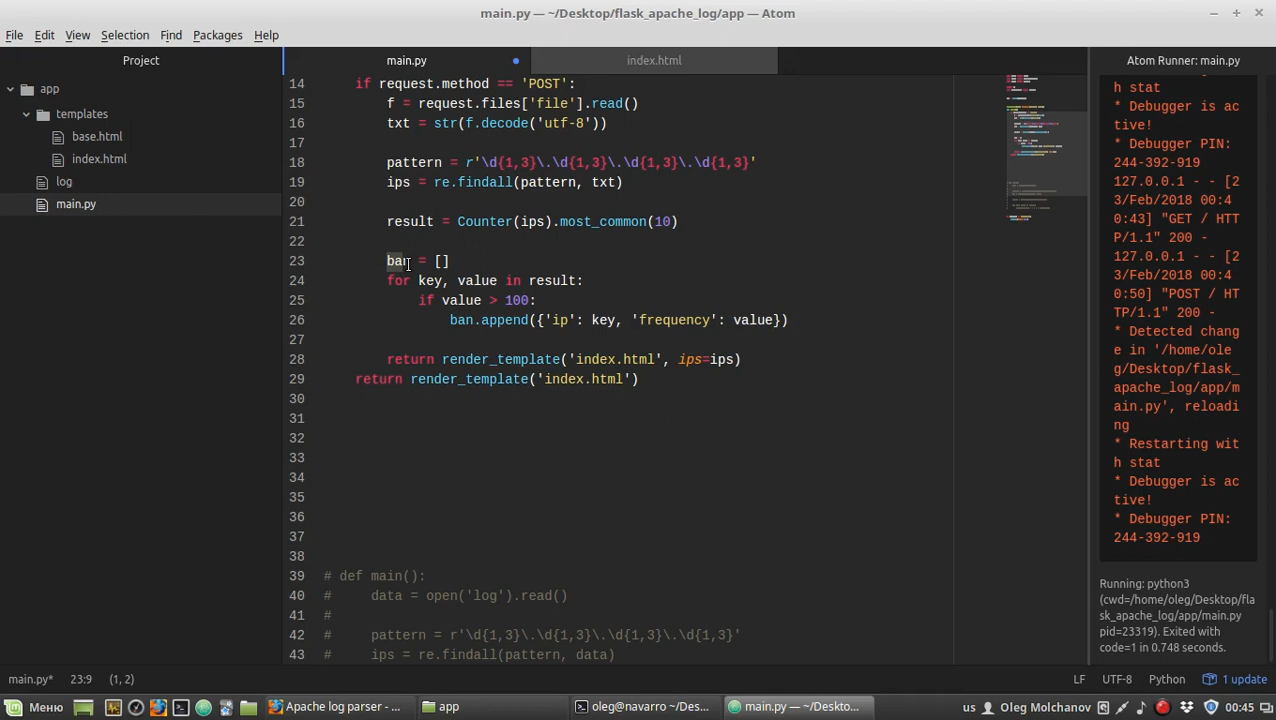 main.py — ~/Desktop/flask_apache_log/app — Atom
File Edit View Selection Find Packages Help
Project
app
templates
base.html
index.html
log
main.py
main.py
index.html
14 if request.method == 'POST':
15 f = request.files['file'].read()
16 txt = str(f.decode('utf-8'))
17
18 pattern = r'\d{1,3}\.\d{1,3}\.\d{1,3}\.\d{1,3}'
19 ips = re.findall(pattern, txt)
20
21 result = Counter(ips).most_common(10)
22
23 ban = []
24 for key, value in result:
25 if value > 100:
26 ban.append({'ip': key, 'frequency': value})
27
28 return render_template('index.html', ips=ips)
29 return render_template('index.html')
30
31
32
33
34
35
36
37
38
39 # def main():
40 # data = open('log').read()
41 #
42 # pattern = r'\d{1,3}\.\d{1,3}\.\d{1,3}\.\d{1,3}'
43 # ips = re.findall(pattern, data)
Atom Runner: main.py
h stat
* Debugger is ac
tive!
* Debugger PIN:
244-392-919
127.0.0.1 - - [2
3/Feb/2018 00:4
0:43] "GET / HT
TP/1.1" 200 -
127.0.0.1 - - [2
3/Feb/2018 00:4
0:50] "POST / HT
TP/1.1" 200 -
* Detected chang
e in '/home/ole
g/Desktop/flask_
apache_log/app/m
ain.py', reloadi
ng
* Restarting wit
h stat
* Debugger is ac
tive!
* Debugger PIN:
244-392-919
Running: python3
(cwd=/home/oleg/Desktop/fla
sk_apache_log/app/main.py
pid=23319). Exited with
code=1 in 0.748 seconds.
main.py* 23:9 (1, 2) LF UTF-8 Python 1 update
Меню Apache log parser - ... app oleg@navarro ~/Des... main.py — ~/Deskto... us Oleg Molchanov 00:45